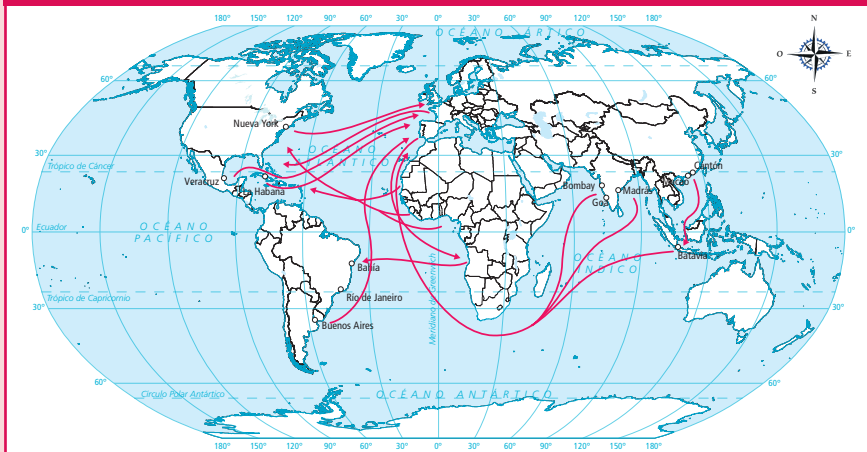 180° 150° 120° 90° 60° 30° 0° 30° 60° 90° 120° 150° 180°
N
O E
S
OCÉANO ÁRTICO
60° 60°
Nueva York
OCÉANO
ATLÁNTICO
30° 30°
Trópico de Cáncer
Veracruz
La Habana
Cantón
Macao
Bombay
Madrás
Goa
OCÉANO
PACÍFICO
Ecuador
0° 0°
Batavia
OCÉANO
ÍNDICO
Bahía
Meridiano de Greenwich
Trópico de Capricornio
Río de Janeiro
30° 30°
Buenos Aires
60° 60°
Círculo Polar Antártico
OCÉANO ANTÁRTICO
180° 150° 120° 90° 60° 30° 0° 30° 60° 90° 120° 150° 180°